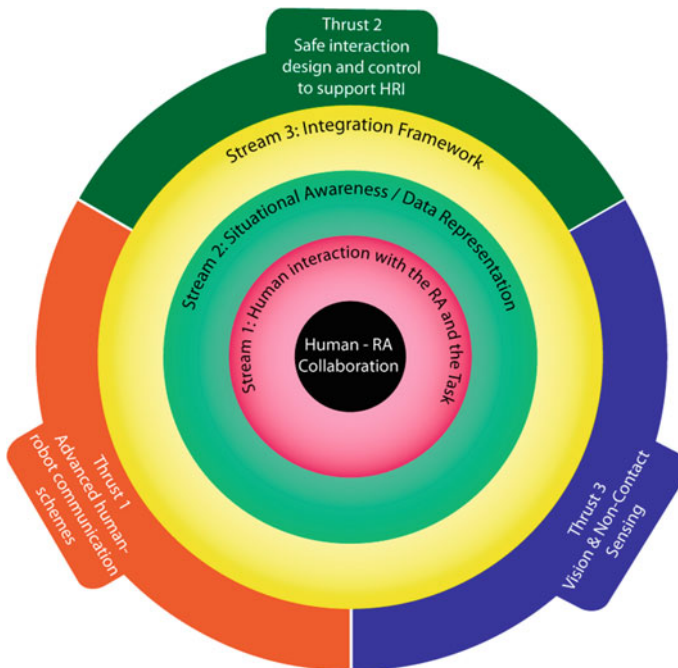 Thrust 2
Safe interaction
design and control
to support HRI
Stream 3: Integration Framework
Stream 2: Situational Awareness / Data Representation
Stream 1: Human interaction with the RA and the Task
Human - RA
Collaboration
Thrust 1
Advanced human-
robot communication
schemes
Thrust 3
Vision & Non-Contact
Sensing